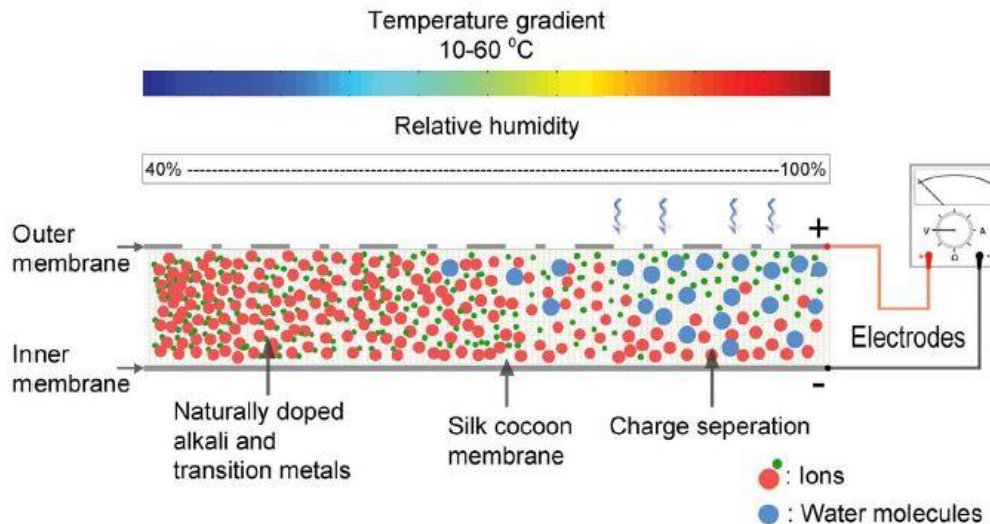 Temperature gradient
10-60 ⁰C
Relative humidity
40% 100%
Outer
membrane
+
V A
Ω
Inner
membrane
-
Electrodes
Naturally doped
alkali and
transition metals
Silk cocoon
membrane
Charge seperation
: Ions
: Water molecules